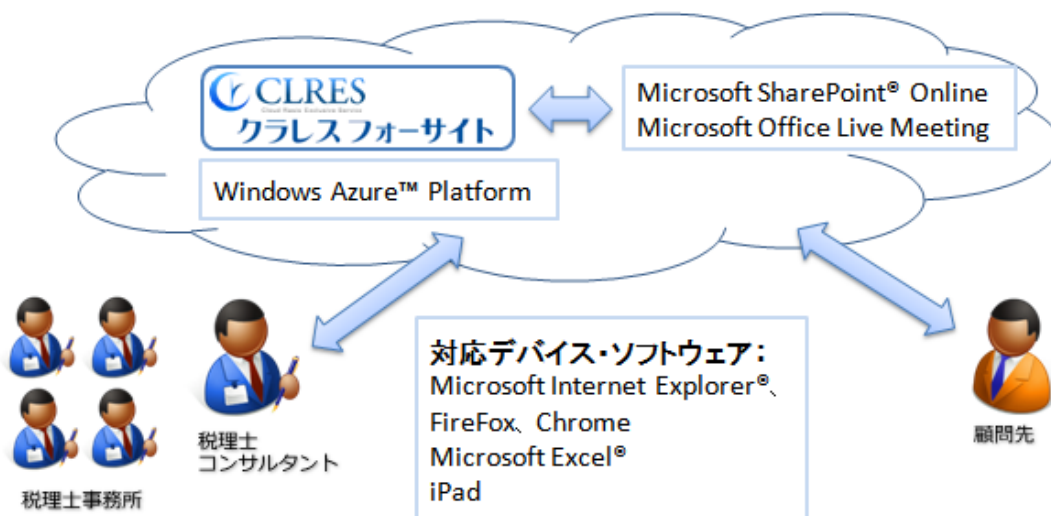 CLRES
クラレス フォーサイト
Microsoft SharePoint® Online
Microsoft Office Live Meeting
Windows Azure™ Platform
対応デバイス・ソフトウェア：
Microsoft Internet Explorer®、
FireFox、Chrome
Microsoft Excel®
iPad
税理士
コンサルタント
税理士事務所
顧問先